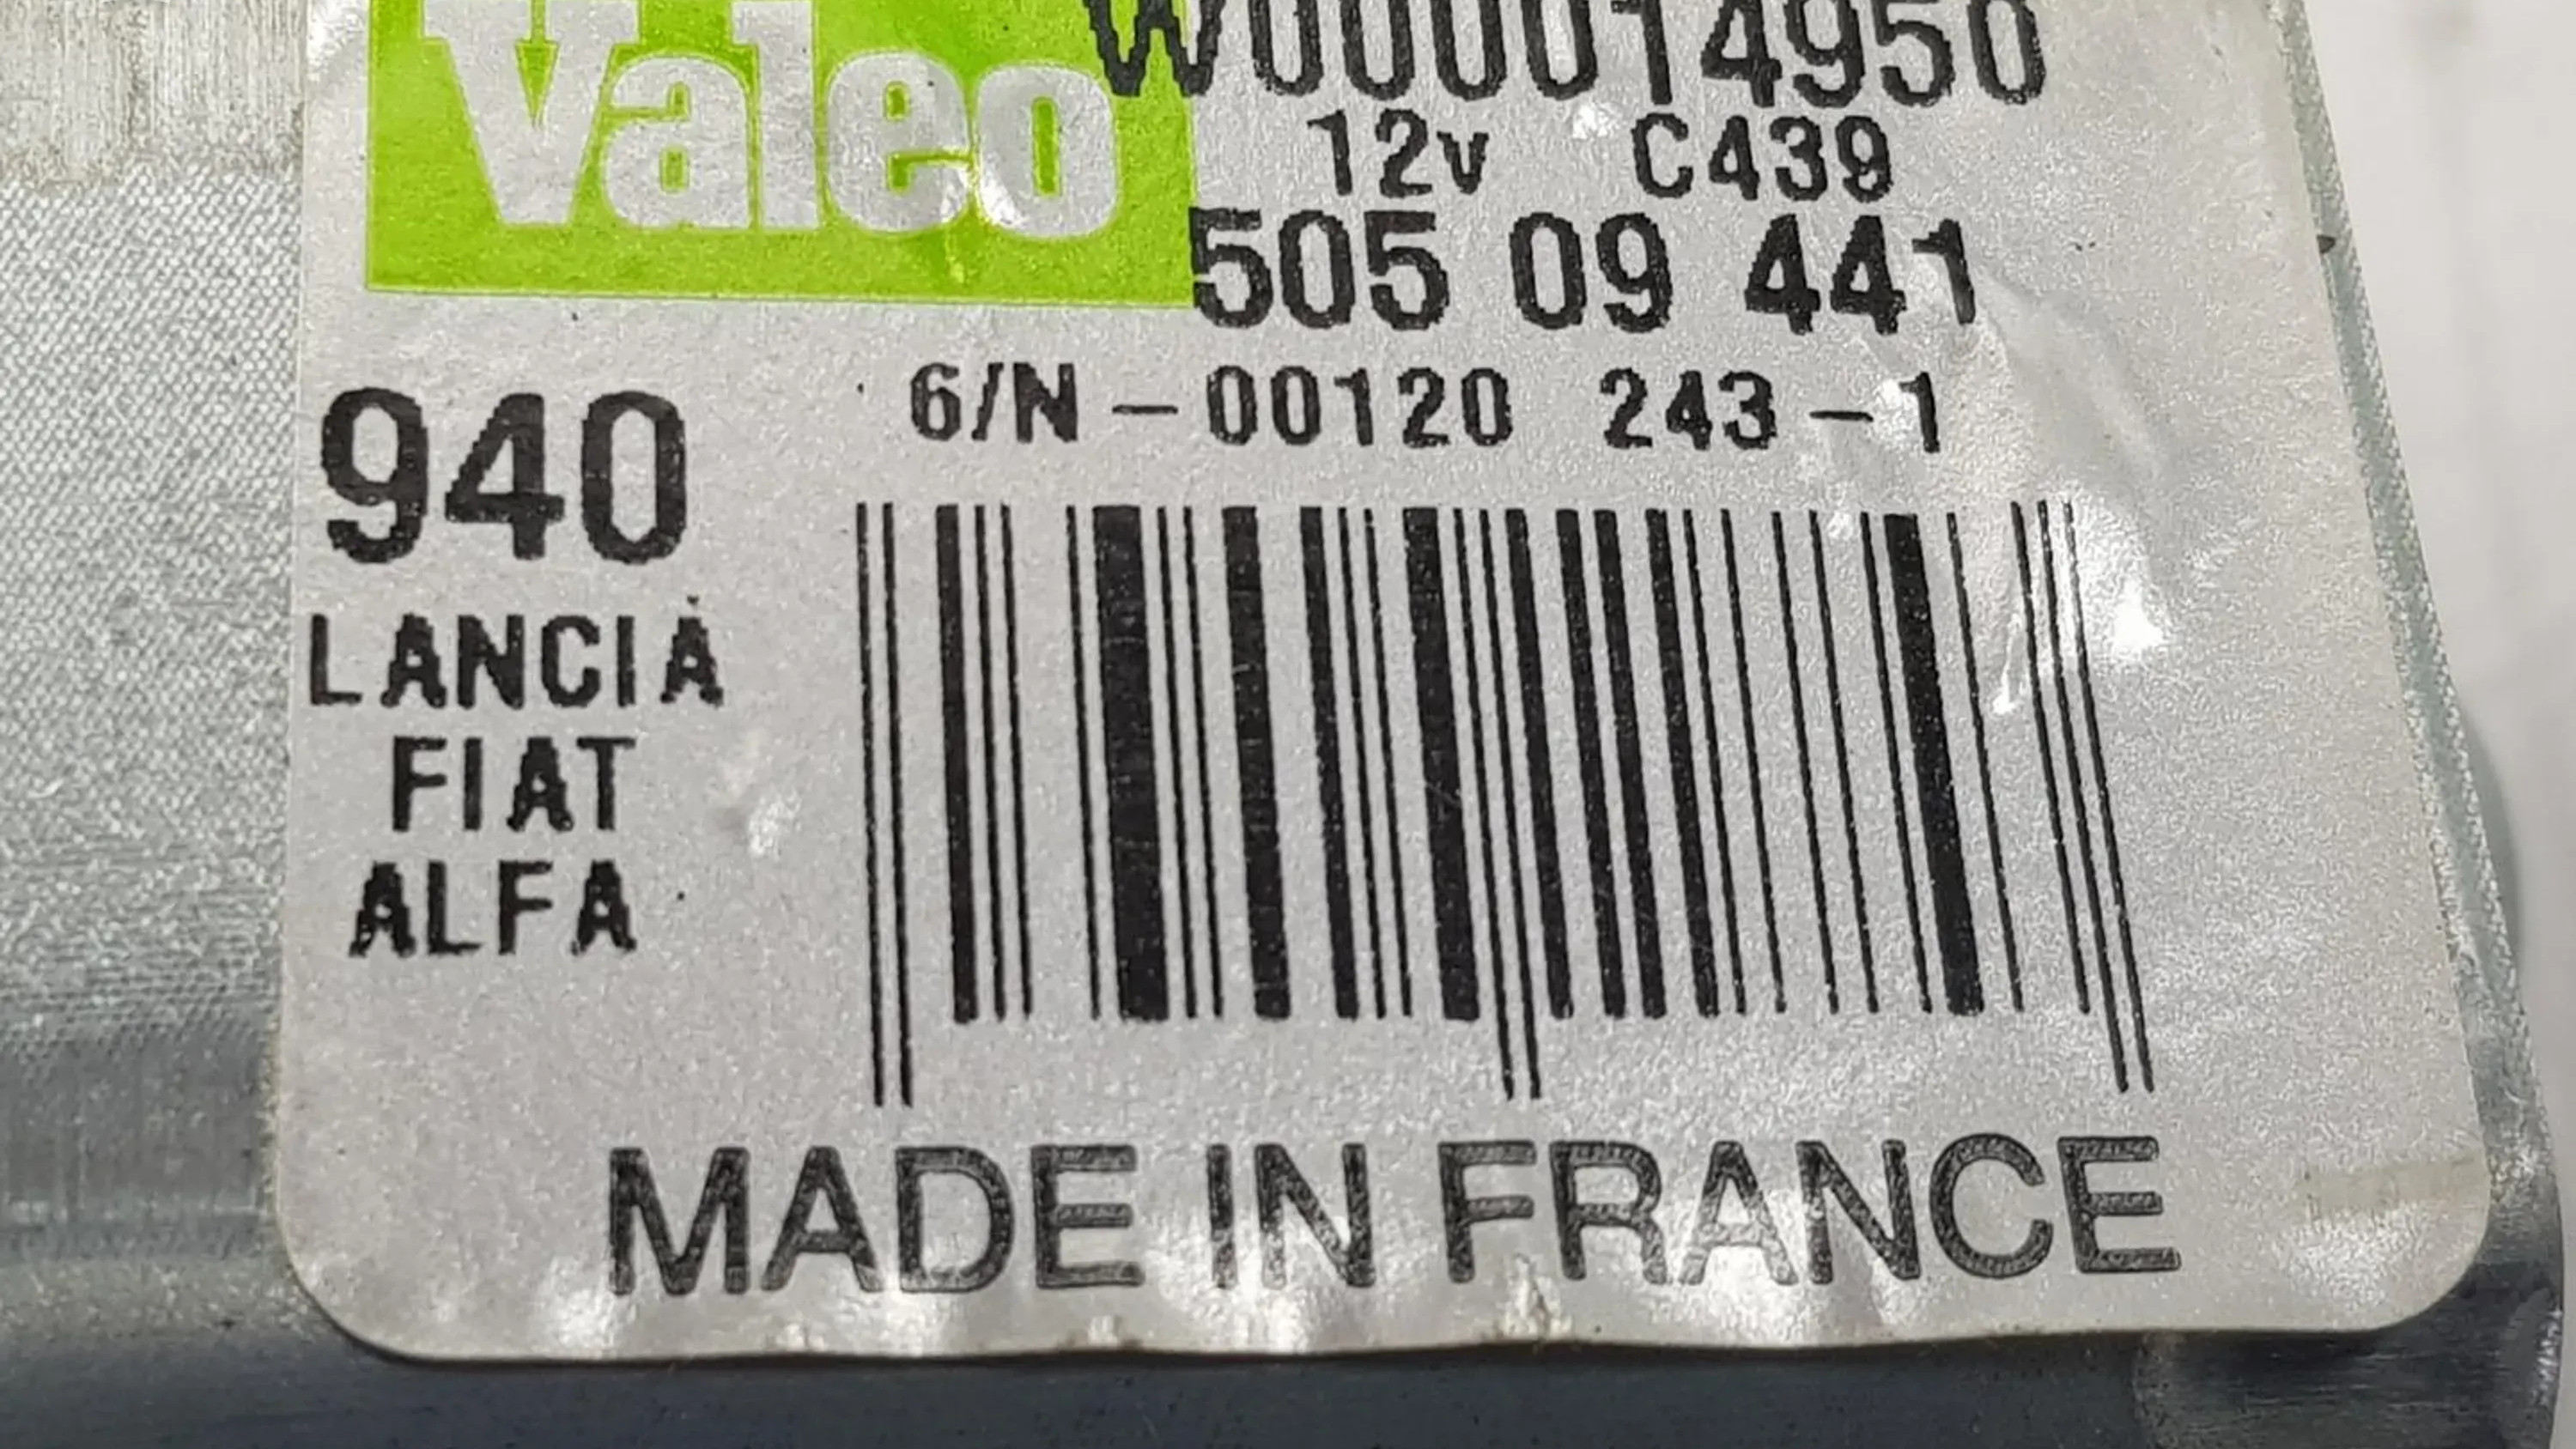 Valeo
W000014950
12v C439
505 09 441
6/N - 00120 243 - 1
940
LANCIA
FIAT
ALFA
MADE IN FRANCE